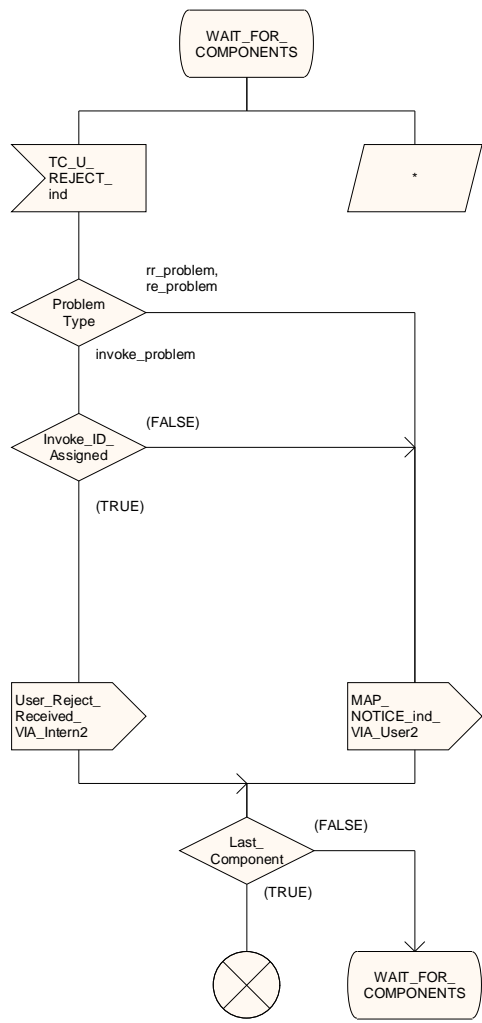 WAIT_FOR_
COMPONENTS
TC_U_
REJECT_
ind
*
rr_problem,
re_problem
Problem
Type
invoke_problem
(FALSE)
Invoke_ID_
Assigned
(TRUE)
User_Reject_
Received_
VIA_Intern2
MAP_
NOTICE_ind_
VIA_User2
(FALSE)
Last_
Component
(TRUE)
WAIT_FOR_
COMPONENTS